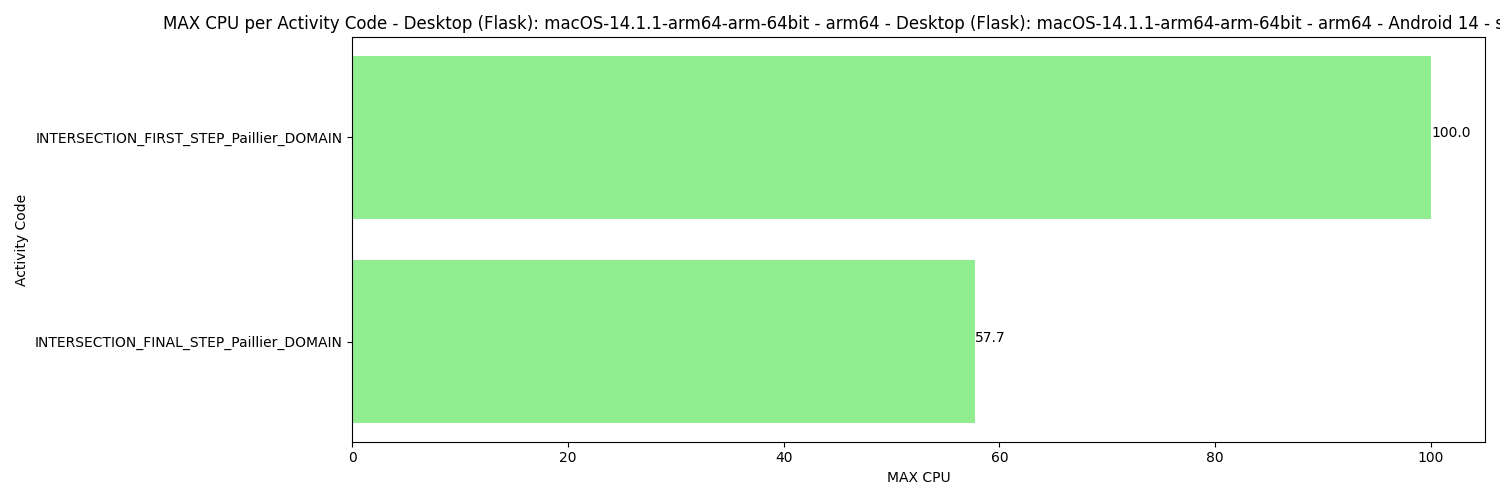 MAX CPU per Activity Code - Desktop (Flask): macOS-14.1.1-arm64-arm-64bit - arm64 - Desktop (Flask): macOS-14.1.1-arm64-arm-64bit - arm64 - Android 14 - s
INTERSECTION_FIRST_STEP_Paillier_DOMAIN
100.0
Activity Code
INTERSECTION_FINAL_STEP_Paillier_DOMAIN
57.7
0 20 40 60 80 100
MAX CPU